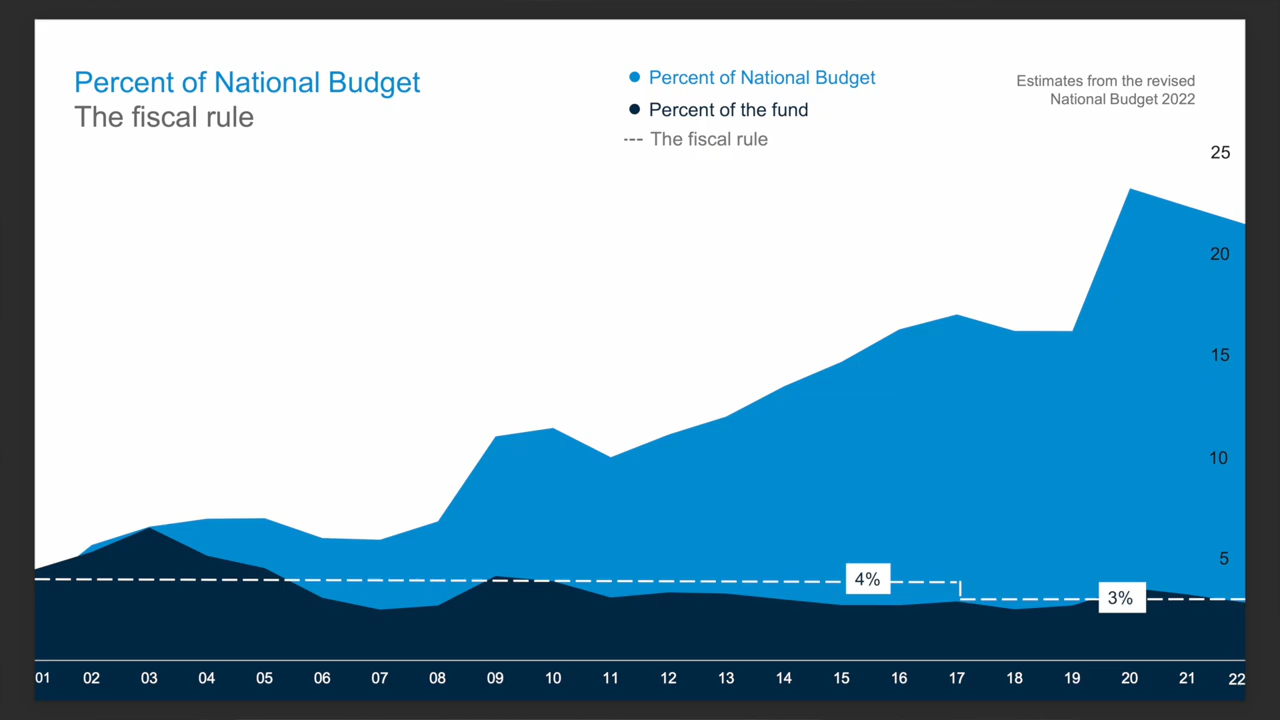 Percent of National Budget
The fiscal rule
Percent of National Budget
Percent of the fund
The fiscal rule
Estimates from the revised
National Budget 2022
25
20
15
10
5
4%
3%
01 02 03 04 05 06 07 08 09 10 11 12 13 14 15 16 17 18 19 20 21 22